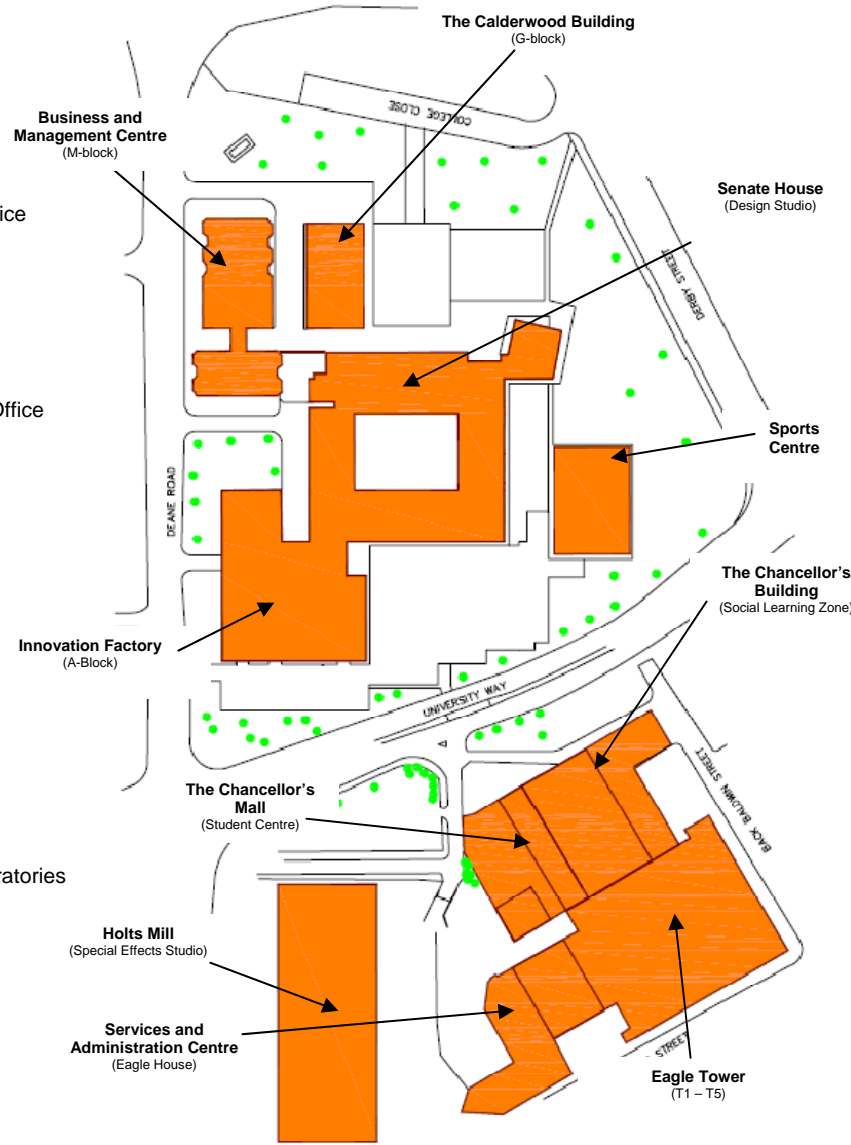 The Calderwood Building
(G-block)
COLLEGE CLOSE
Business and
Management Centre
(M-block)
Senate House
(Design Studio)
ice
DERBY STREET
Office
Sports
Centre
DEANE ROAD
The Chancellor's
Building
(Social Learning Zone)
Innovation Factory
(A-Block)
UNIVERSITY WAY
BACK BALDWIN STREET
The Chancellor's
Mall
(Student Centre)
ratories
Holts Mill
(Special Effects Studio)
Services and
Administration Centre
(Eagle House)
STREET
Eagle Tower
(T1 – T5)